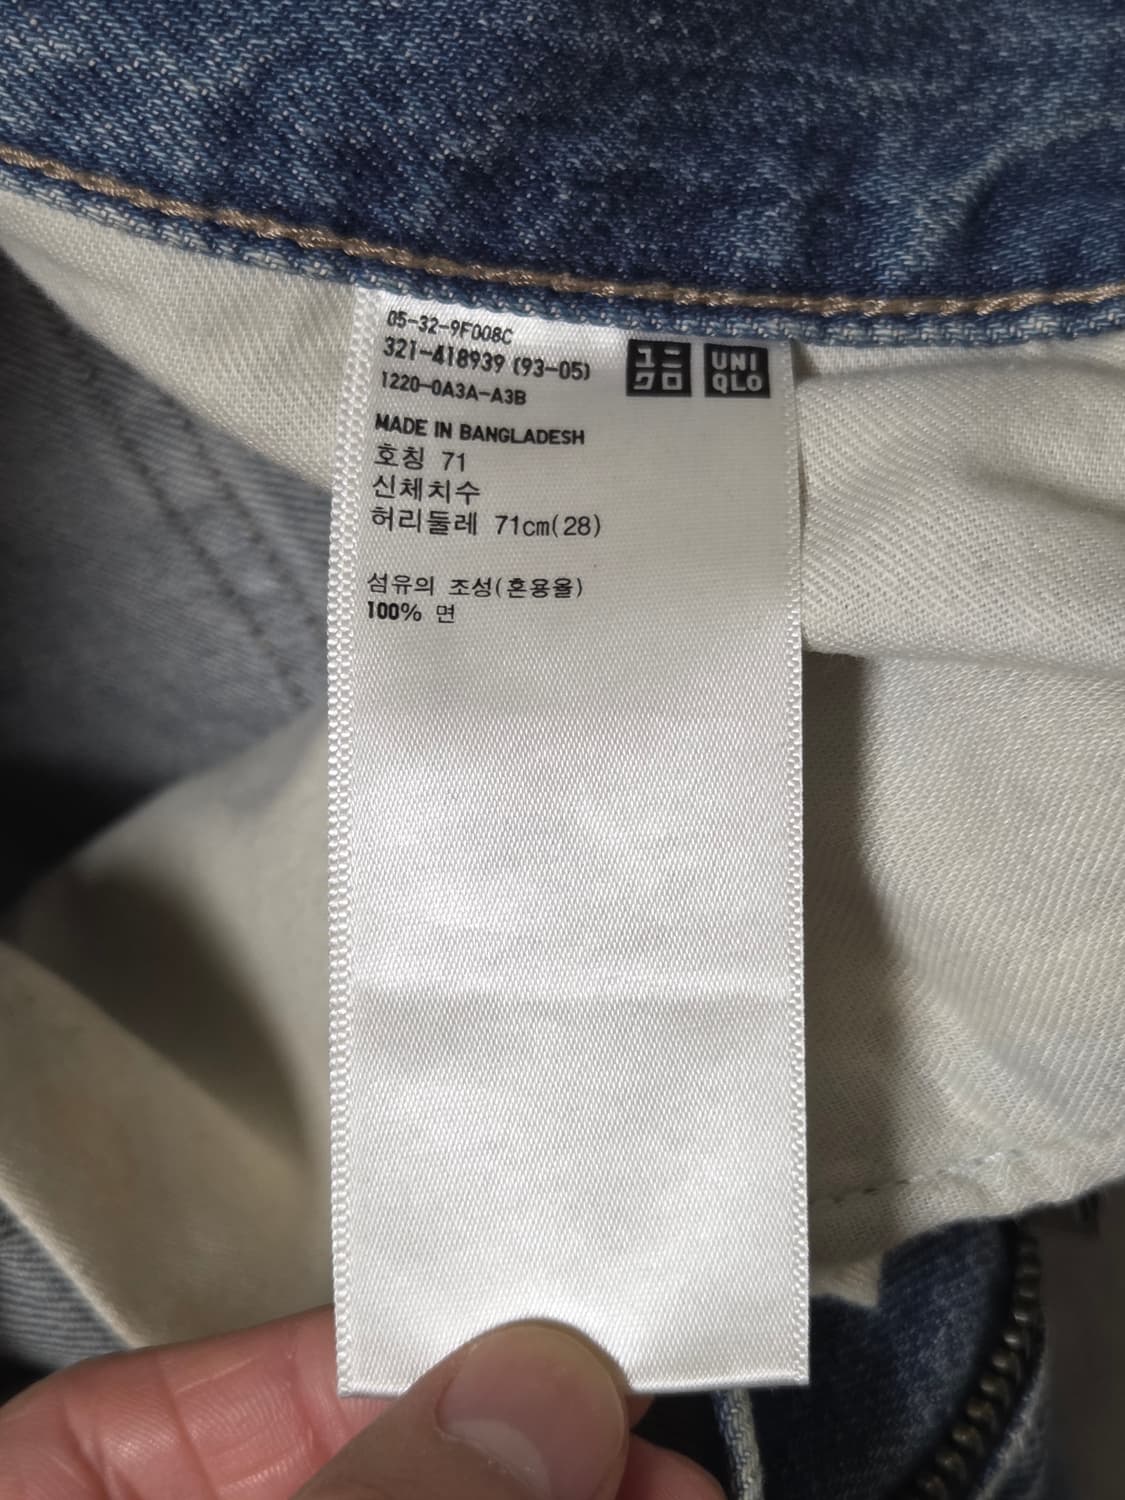 05-32-9F008C
321-418939 (93-05)
1220-0A3A-A3B
ユニ
クロ
UNI
QLO
MADE IN BANGLADESH
호칭 71
신체치수
허리둘레 71cm(28)
섬유의 조성(혼용율)
100% 면